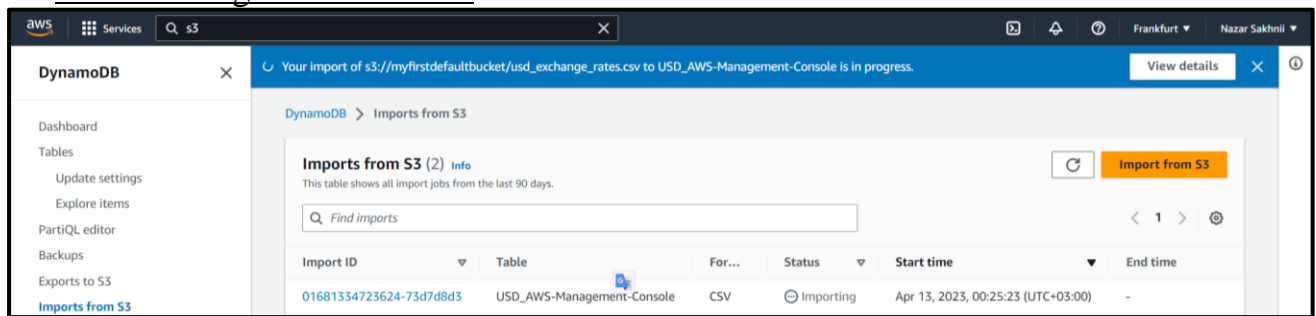 aws Services s3 Frankfurt ▼ Nazar Sakhnii ▼
DynamoDB
Your import of s3://myfirstdefaultbucket/usd_exchange_rates.csv to USD_AWS-Management-Console is in progress.
View details
DynamoDB > Imports from S3
Dashboard
Tables
Update settings
Explore items
PartiQL editor
Backups
Exports to S3
Imports from S3
Imports from S3 (2) Info
This table shows all import jobs from the last 90 days.
Import from S3
Find imports
< 1 >
Import ID Table For... Status Start time End time
01681334723624-73d7d8d3 USD_AWS-Management-Console CSV Importing Apr 13, 2023, 00:25:23 (UTC+03:00) -